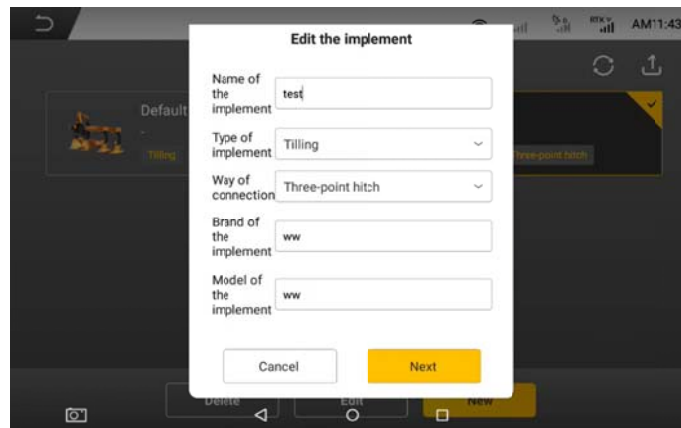 RTK
AM11:43
Edit the implement
Name of
the
implement
test
Default
-
Tilling
Three-point hitch
Type of
implement
Tilling
Way of
connection
Three-point hitch
Brand of
the
implement
ww
Model of
the
implement
ww
Cancel
Next
Delete
Edit
New